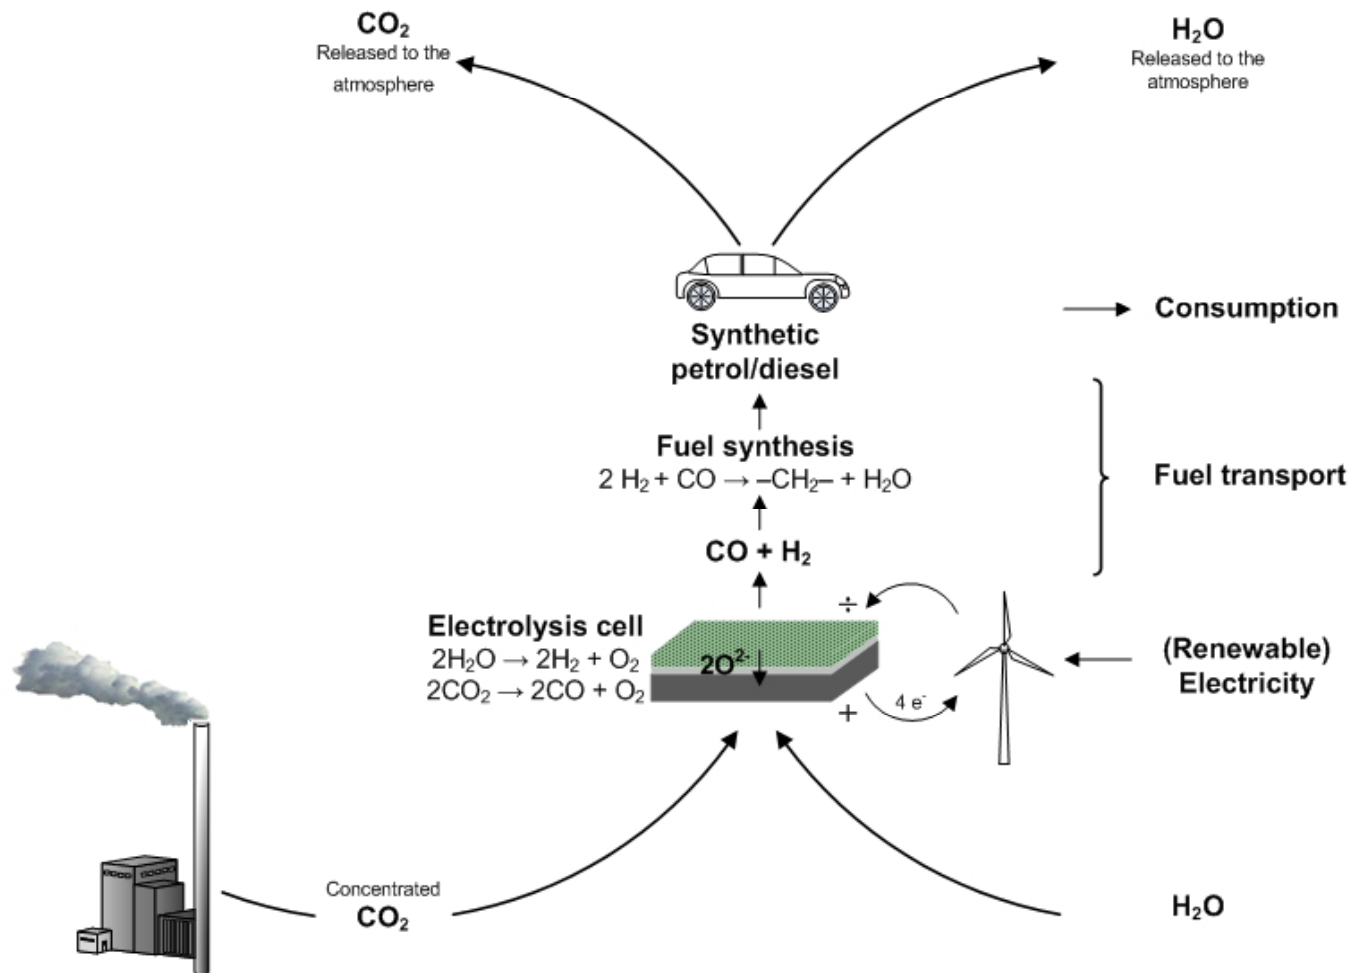 CO₂
Released to the
atmosphere
H₂O
Released to the
atmosphere
Consumption
Synthetic
petrol/diesel
Fuel synthesis
2 H₂ + CO → –CH₂– + H₂O
Fuel transport
CO + H₂
Electrolysis cell
2H₂O → 2H₂ + O₂
2CO₂ → 2CO + O₂
÷
2O²⁻
+
4 e⁻
(Renewable)
Electricity
Concentrated
CO₂
H₂O